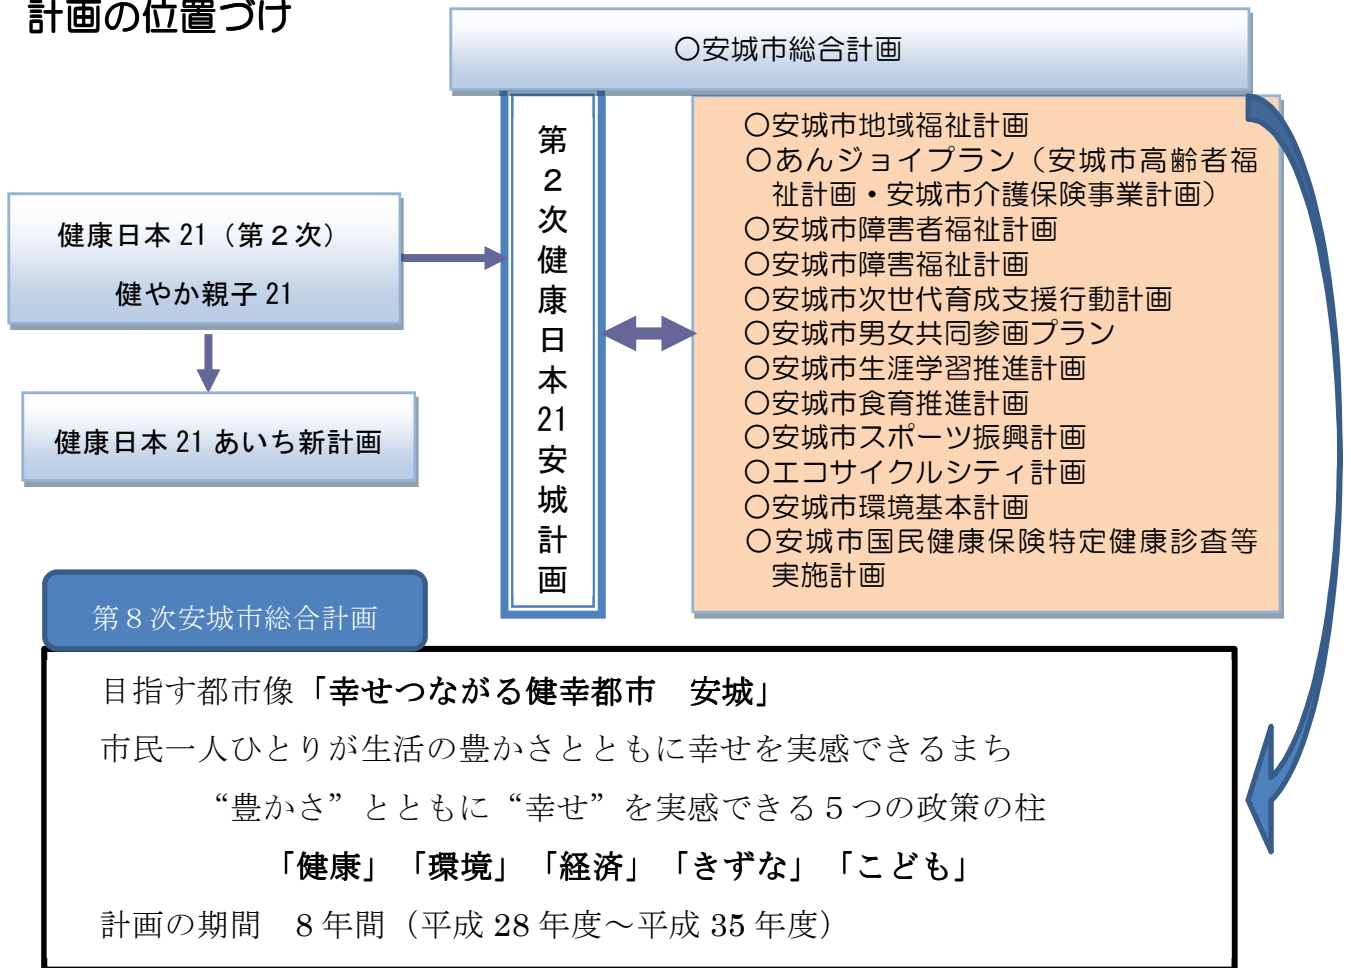 計画の位置づけ
○安城市総合計画
健康日本 21（第２次）
健やか親子 21
健康日本 21 あいち新計画
第２次健康日本21安城計画
○安城市地域福祉計画
○あんジョイプラン（安城市高齢者福
祉計画・安城市介護保険事業計画）
○安城市障害者福祉計画
○安城市障害福祉計画
○安城市次世代育成支援行動計画
○安城市男女共同参画プラン
○安城市生涯学習推進計画
○安城市食育推進計画
○安城市スポーツ振興計画
○エコサイクルシティ計画
○安城市環境基本計画
○安城市国民健康保険特定健康診査等
実施計画
第８次安城市総合計画
目指す都市像「幸せつながる健幸都市　安城」
市民一人ひとりが生活の豊かさとともに幸せを実感できるまち
“豊かさ”とともに“幸せ”を実感できる５つの政策の柱
「健康」「環境」「経済」「きずな」「こども」
計画の期間　8 年間（平成 28 年度～平成 35 年度）